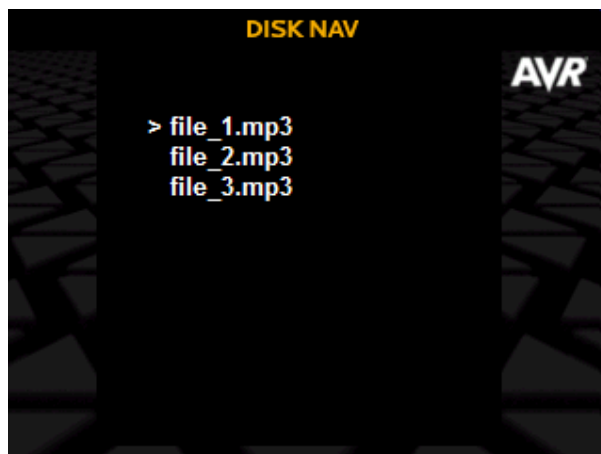 DISK NAV
AVR
> file_1.mp3
file_2.mp3
file_3.mp3